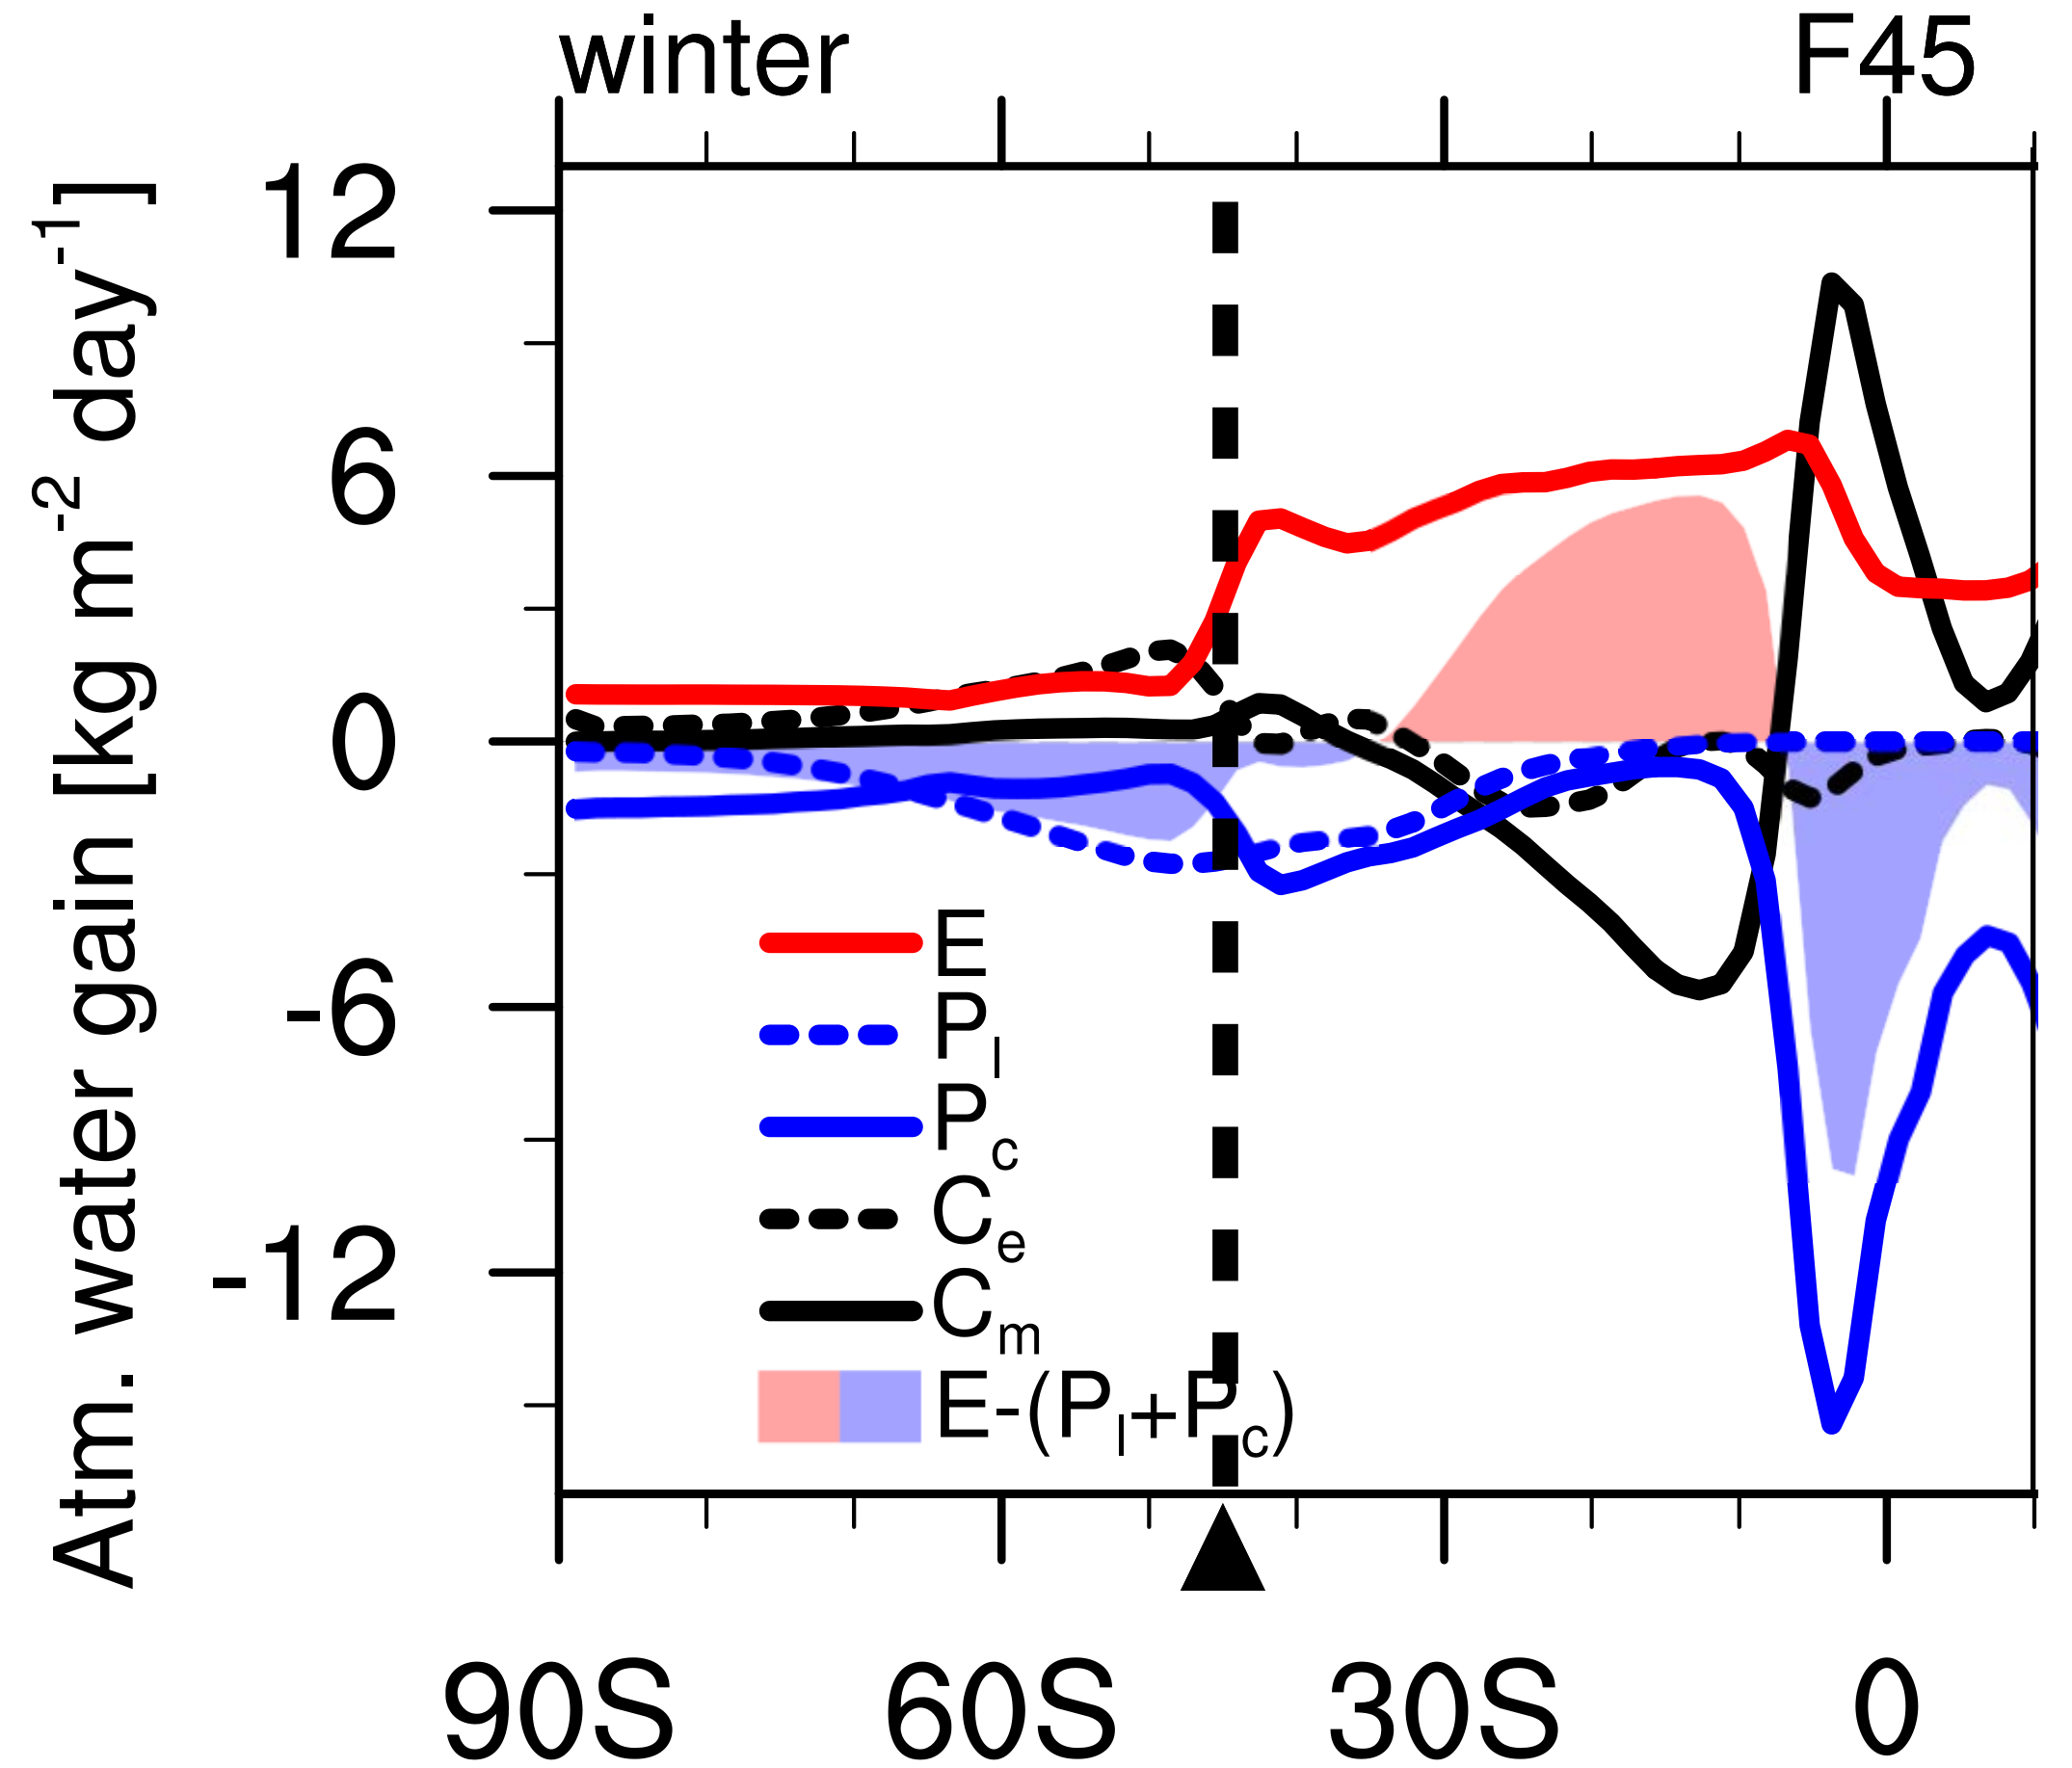 winter F45
Atm. water gain [kg m-2 day-1]
12
6
0
-6
-12
E
Pl
Pc
Ce
Cm
E-(Pl+Pc)
90S 60S 30S 0